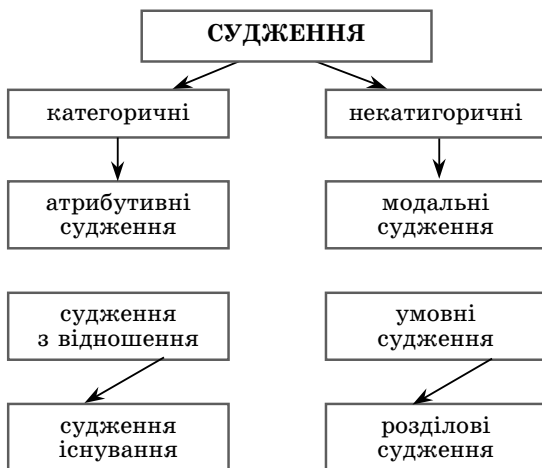 СУДЖЕННЯ
категоричні
некатигоричні
атрибутивні
судження
модальні
судження
судження
з відношення
умовні
судження
судження
існування
розділові
судження